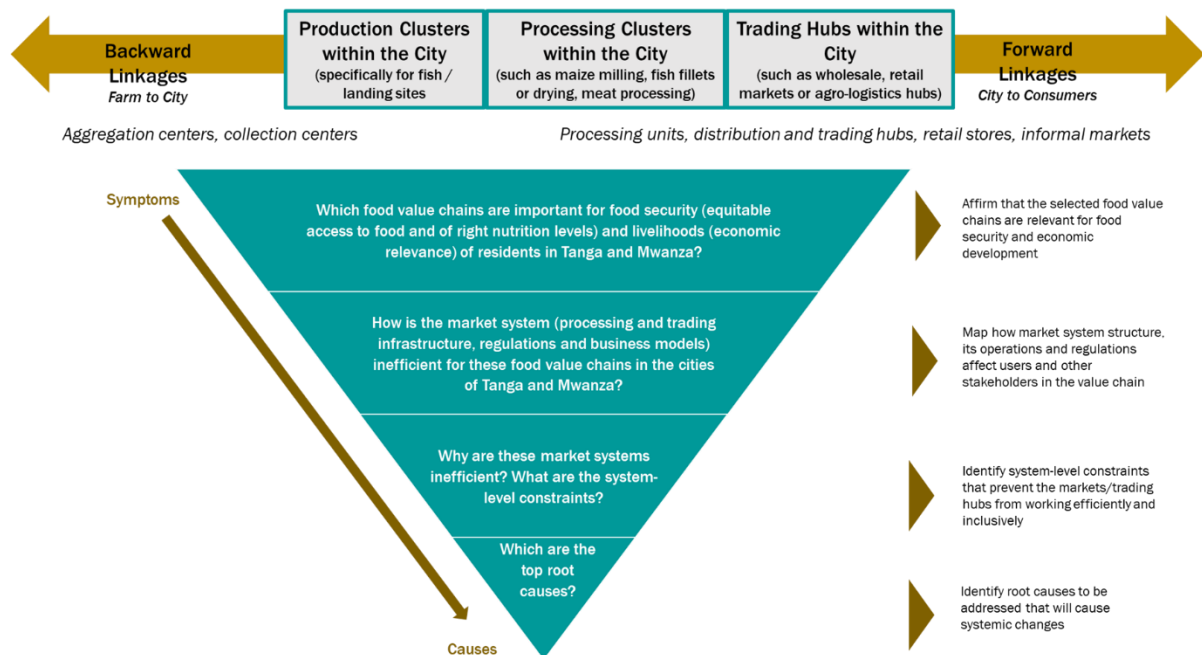 Backward
Linkages
Farm to City
Production Clusters
within the City
(specifically for fish /
landing sites
Processing Clusters
within the City
(such as maize milling, fish fillets
or drying, meat processing)
Trading Hubs within the
City
(such as wholesale, retail
markets or agro-logistics hubs)
Forward
Linkages
City to Consumers
Aggregation centers, collection centers
Processing units, distribution and trading hubs, retail stores, informal markets
Symptoms
Which food value chains are important for food security (equitable
access to food and of right nutrition levels) and livelihoods (economic
relevance) of residents in Tanga and Mwanza?
Affirm that the selected food value
chains are relevant for food
security and economic
development
How is the market system (processing and trading
infrastructure, regulations and business models)
inefficient for these food value chains in the cities
of Tanga and Mwanza?
Map how market system structure,
its operations and regulations
affect users and other
stakeholders in the value chain
Why are these market systems
inefficient? What are the system-
level constraints?
Identify system-level constraints
that prevent the markets/trading
hubs from working efficiently and
inclusively
Which are the
top root
causes?
Identify root causes to be
addressed that will cause
systemic changes
Causes